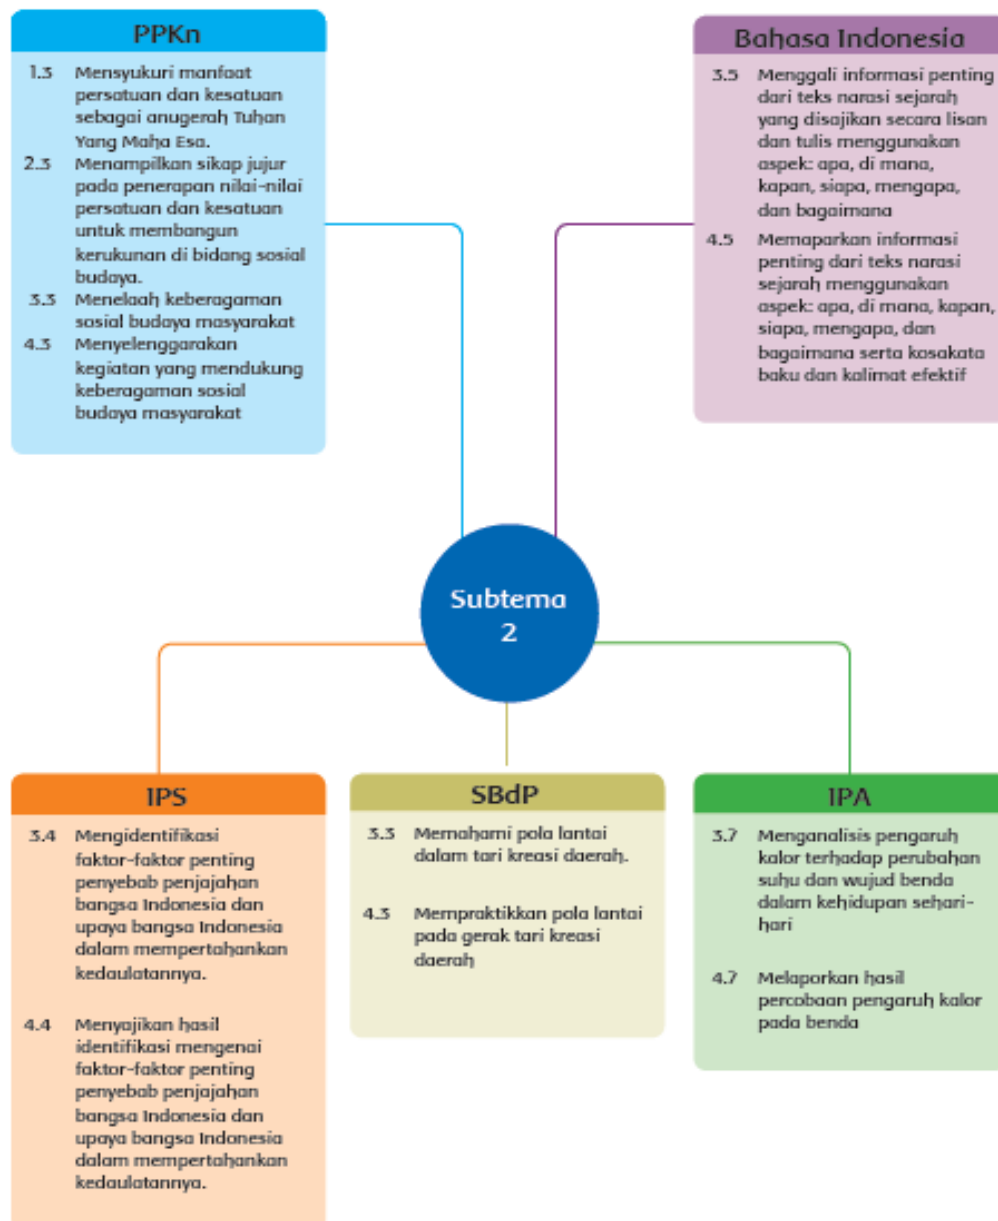 PPKn
1.3 Mensyukuri manfaat
persatuan dan kesatuan
sebagai anugerah Tuhan
Yang Maha Esa.
2.3 Menampilkan sikap jujur
pada penerapan nilai-nilai
persatuan dan kesatuan
untuk membangun
kerukunan di bidang sosial
budaya.
3.3 Menelaah keberagaman
sosial budaya masyarakat
4.3 Menyelenggarakan
kegiatan yang mendukung
keberagaman sosial
budaya masyarakat
Bahasa Indonesia
3.5 Menggali informasi penting
dari teks narasi sejarah
yang disajikan secara lisan
dan tulis menggunakan
aspek: apa, di mana,
kapan, siapa, mengapa,
dan bagaimana
4.5 Memaparkan informasi
penting dari teks narasi
sejarah menggunakan
aspek: apa, di mana, kapan,
siapa, mengapa, dan
bagaimana serta kosakata
baku dan kalimat efektif
Subtema
2
IPS
3.4 Mengidentifikasi
faktor-faktor penting
penyebab penjajahan
bangsa Indonesia dan
upaya bangsa Indonesia
dalam mempertahankan
kedaulatannya.
4.4 Menyajikan hasil
identifikasi mengenai
faktor-faktor penting
penyebab penjajahan
bangsa Indonesia dan
upaya bangsa Indonesia
dalam mempertahankan
kedaulatannya.
SBdP
3.3 Memahami pola lantai
dalam tari kreasi daerah.
4.3 Mempraktikkan pola lantai
pada gerak tari kreasi
daerah
IPA
3.7 Menganalisis pengaruh
kalor terhadap perubahan
suhu dan wujud benda
dalam kehidupan sehari-
hari
4.7 Melaporkan hasil
percobaan pengaruh kalor
pada benda